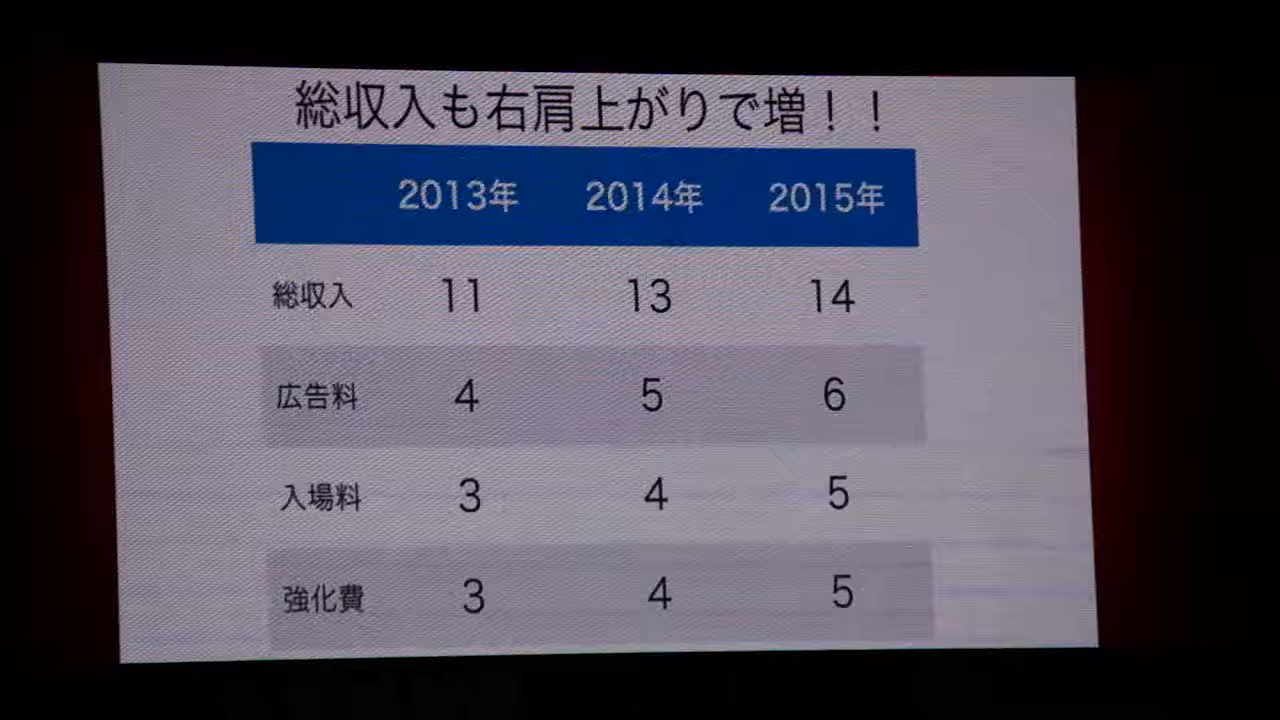 総収入も右肩上がりで増！！
2013年 2014年 2015年
総収入 11 13 14
広告料 4 5 6
入場料 3 4 5
強化費 3 4 5